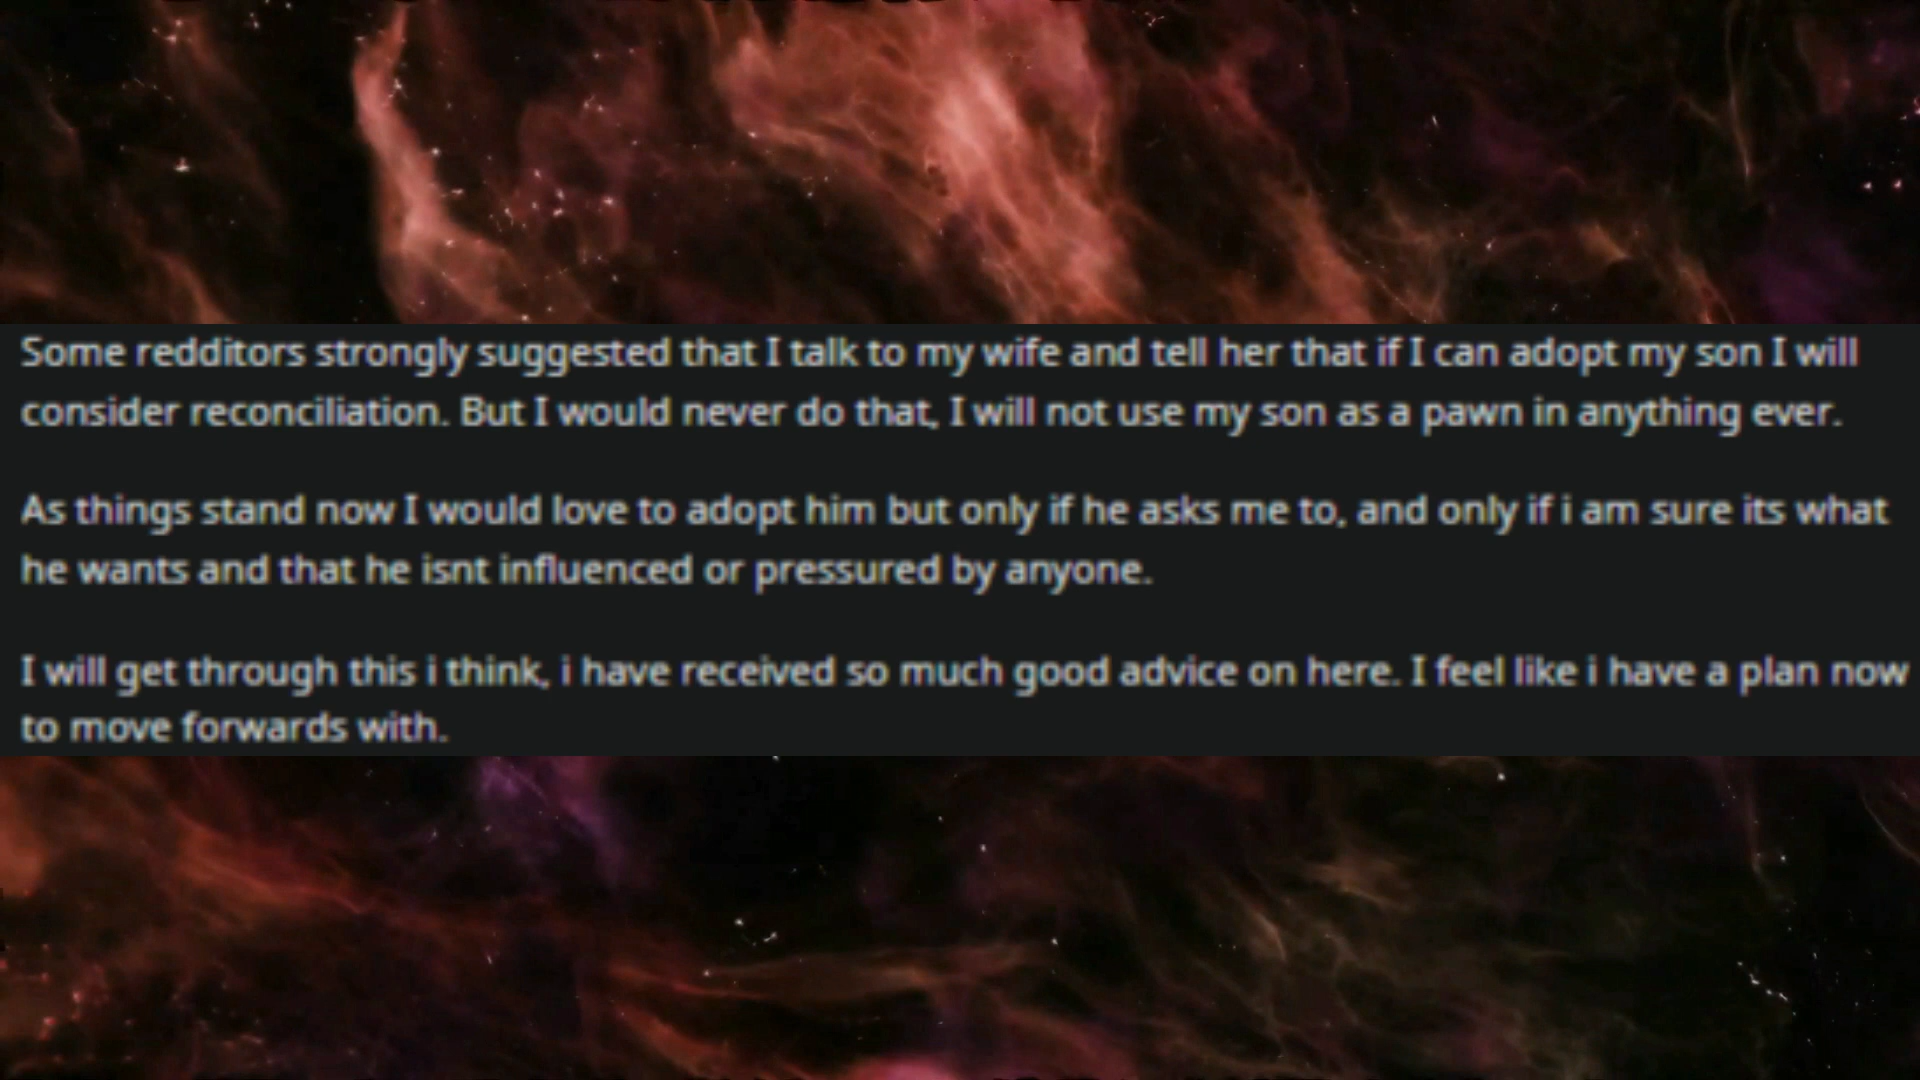 Some redditors strongly suggested that I talk to my wife and tell her that if I can adopt my son I will
consider reconciliation. But I would never do that, I will not use my son as a pawn in anything ever.
As things stand now I would love to adopt him but only if he asks me to, and only if i am sure its what
he wants and that he isnt influenced or pressured by anyone.
I will get through this i think, i have received so much good advice on here. I feel like i have a plan now
to move forwards with.